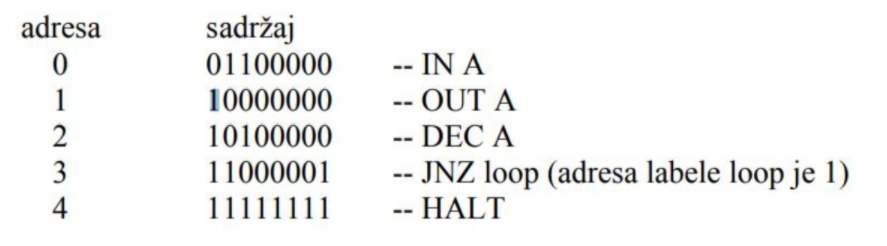 adresa sadržaj
0 01100000 -- IN A
1 10000000 -- OUT A
2 10100000 -- DEC A
3 11000001 -- JNZ loop (adresa labele loop je 1)
4 11111111 -- HALT